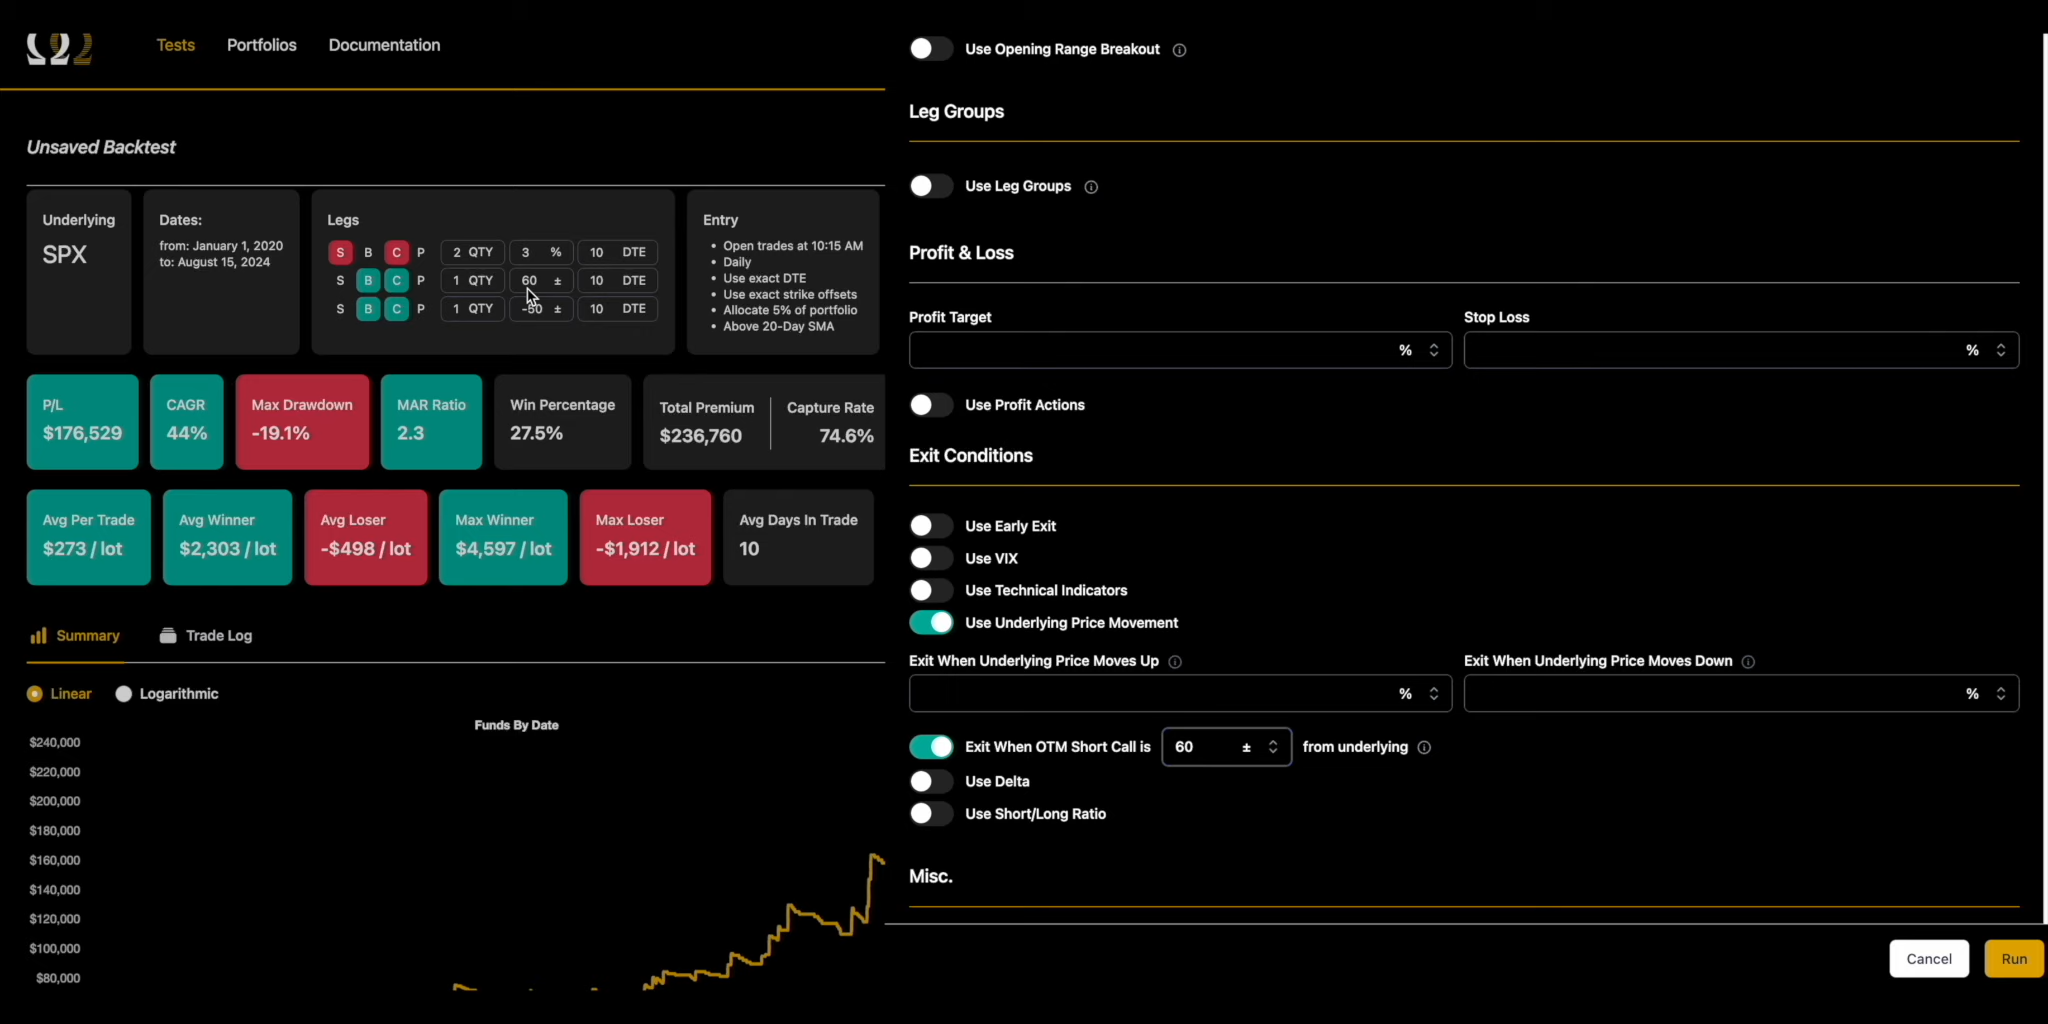 Tests Portfolios Documentation
Unsaved Backtest
Underlying
SPX
Dates:
from: January 1, 2020
to: August 15, 2024
Legs
S B C P 2 QTY 3 % 10 DTE
S B C P 1 QTY 60 ± 10 DTE
S B C P 1 QTY -50 ± 10 DTE
Entry
• Open trades at 10:15 AM
• Daily
• Use exact DTE
• Use exact strike offsets
• Allocate 5% of portfolio
• Above 20-Day SMA
P/L
$176,529
CAGR
44%
Max Drawdown
-19.1%
MAR Ratio
2.3
Win Percentage
27.5%
Total Premium
$236,760
Capture Rate
74.6%
Avg Per Trade
$273 / lot
Avg Winner
$2,303 / lot
Avg Loser
-$498 / lot
Max Winner
$4,597 / lot
Max Loser
-$1,912 / lot
Avg Days In Trade
10
Summary Trade Log
Linear Logarithmic
Funds By Date
$240,000
$220,000
$200,000
$180,000
$160,000
$140,000
$120,000
$100,000
$80,000
Use Opening Range Breakout
Leg Groups
Use Leg Groups
Profit & Loss
Profit Target
%
Stop Loss
%
Use Profit Actions
Exit Conditions
Use Early Exit
Use VIX
Use Technical Indicators
Use Underlying Price Movement
Exit When Underlying Price Moves Up
%
Exit When Underlying Price Moves Down
%
Exit When OTM Short Call is 60 ± from underlying
Use Delta
Use Short/Long Ratio
Misc.
Cancel Run